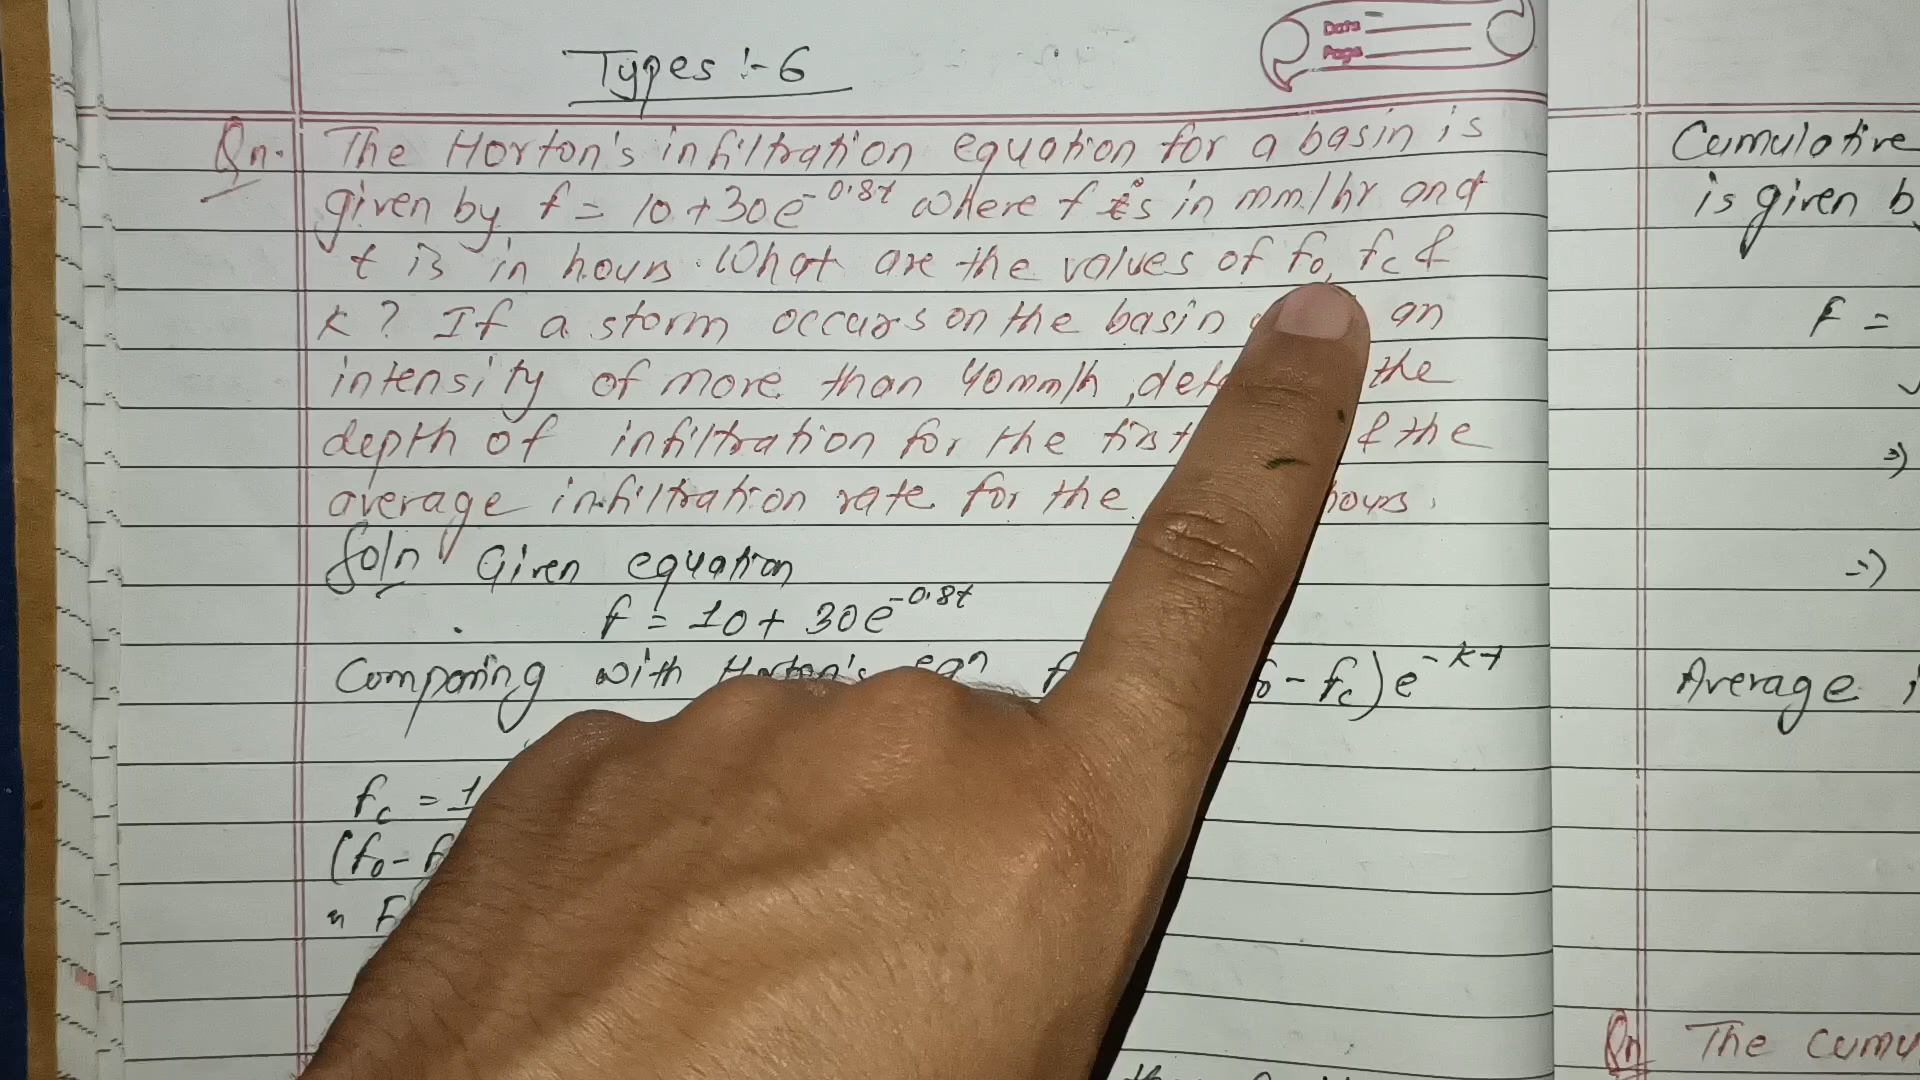 Types :- 6
Date
Page
Qn. The Horton's infiltration equation for a basin is
given by f = 10 + 30e^-0.8t where f is in mm/hr and
t is in hours. What are the values of fo, fc &
K? If a storm occurs on the basin an
intensity of more than 40mm/h, the
depth of infiltration for the first & the
average infiltration rate for the hours.
Soln Given equation
f = 10 + 30e^-0.8t
Comparing with Horton's eqn f - fc) e^-kt
fc = 1
(fo -
Cumulative
is given
F =
=>
=>
Average
Qn The